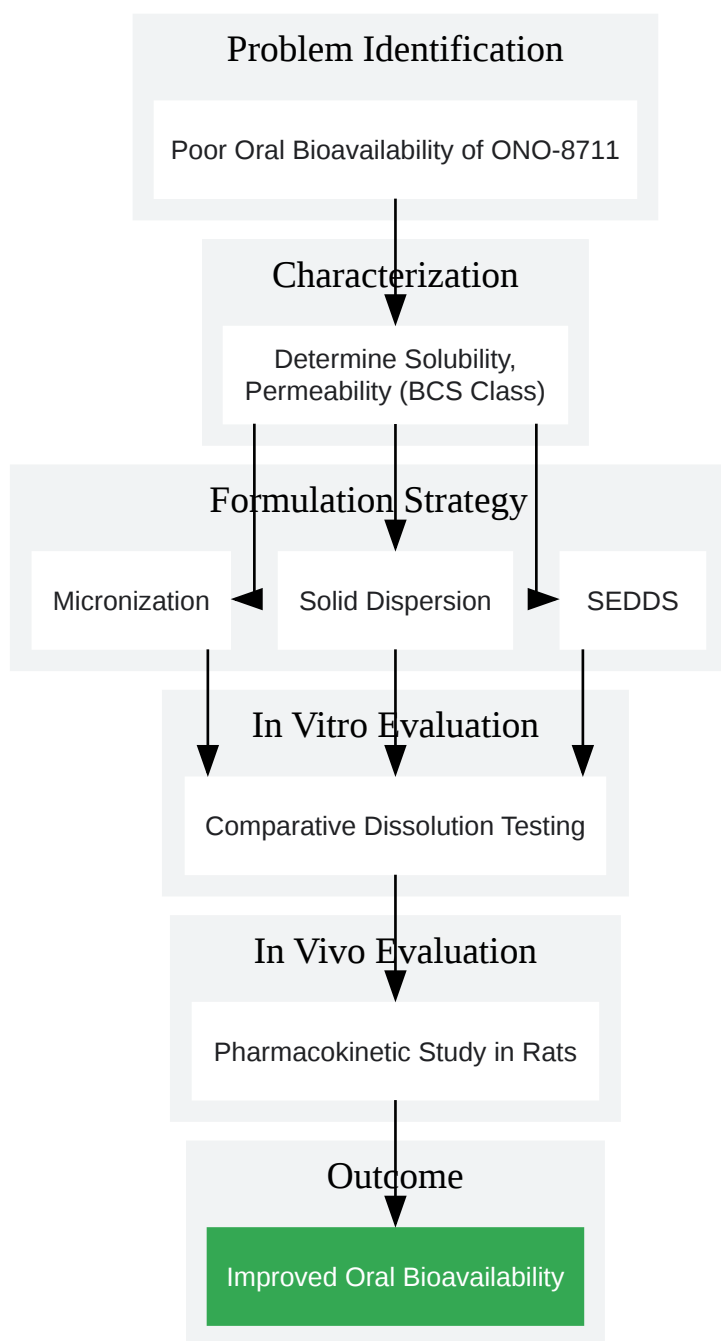 Problem Identification
Poor Oral Bioavailability of ONO-8711
Characterization
Determine Solubility,
Permeability (BCS Class)
Formulation Strategy
Micronization
Solid Dispersion
SEDDS
In Vitro Evaluation
Comparative Dissolution Testing
In Vivo Evaluation
Pharmacokinetic Study in Rats
Outcome
Improved Oral Bioavailability